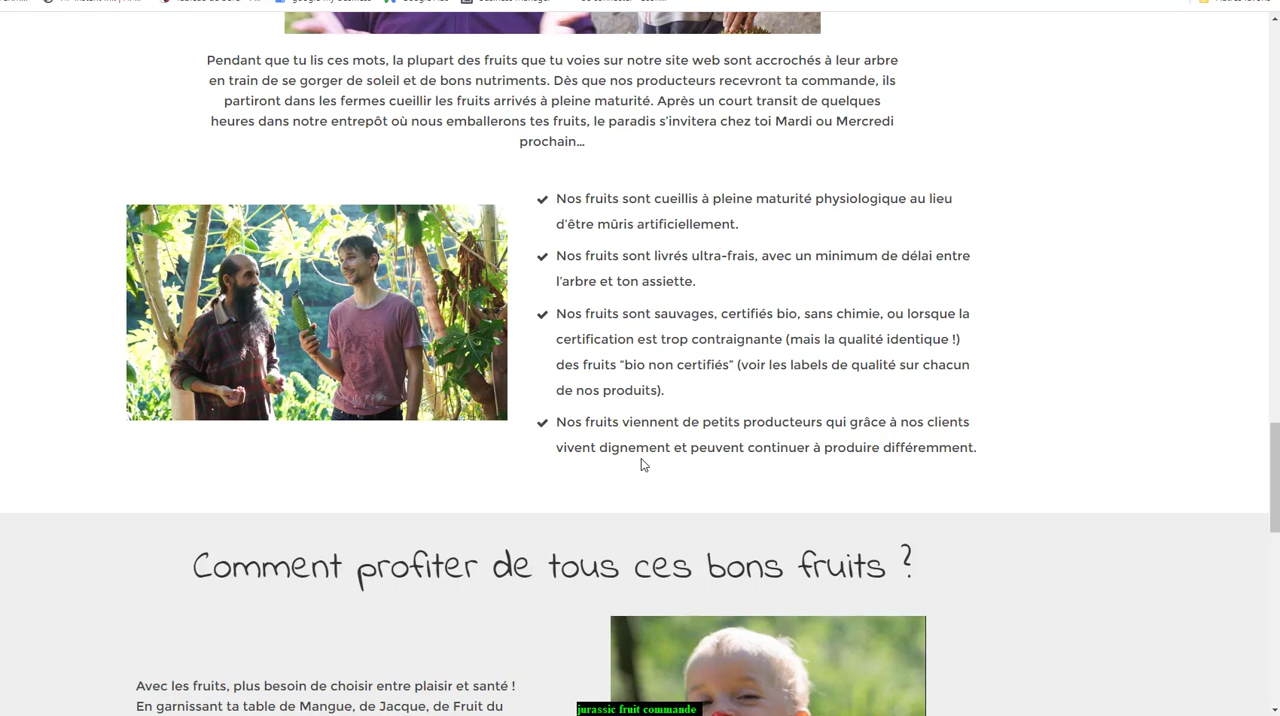 google my business
Pendant que tu lis ces mots, la plupart des fruits que tu voies sur notre site web sont accrochés à leur arbre
en train de se gorger de soleil et de bons nutriments. Dès que nos producteurs recevront ta commande, ils
partiront dans les fermes cueillir les fruits arrivés à pleine maturité. Après un court transit de quelques
heures dans notre entrepôt où nous emballerons tes fruits, le paradis s’invitera chez toi Mardi ou Mercredi
prochain…
Nos fruits sont cueillis à pleine maturité physiologique au lieu
d’être mûris artificiellement.
Nos fruits sont livrés ultra-frais, avec un minimum de délai entre
l’arbre et ton assiette.
Nos fruits sont sauvages, certifiés bio, sans chimie, ou lorsque la
certification est trop contraignante (mais la qualité identique !)
des fruits “bio non certifiés” (voir les labels de qualité sur chacun
de nos produits).
Nos fruits viennent de petits producteurs qui grâce à nos clients
vivent dignement et peuvent continuer à produire différemment.
Comment profiter de tous ces bons fruits ?
Avec les fruits, plus besoin de choisir entre plaisir et santé !
En garnissant ta table de Mangue, de Jacque, de Fruit du
jurassic fruit commande